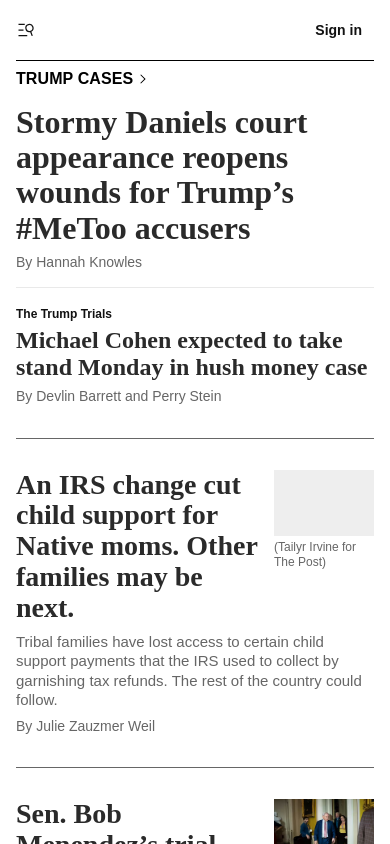 Sign in
TRUMP CASES
Stormy Daniels court
appearance reopens
wounds for Trump’s
#MeToo accusers
By Hannah Knowles
The Trump Trials
Michael Cohen expected to take
stand Monday in hush money case
By Devlin Barrett and Perry Stein
An IRS change cut
child support for
Native moms. Other
families may be
next.
(Tailyr Irvine for
The Post)
Tribal families have lost access to certain child
support payments that the IRS used to collect by
garnishing tax refunds. The rest of the country could
follow.
By Julie Zauzmer Weil
Sen. Bob
Menendez’s trial